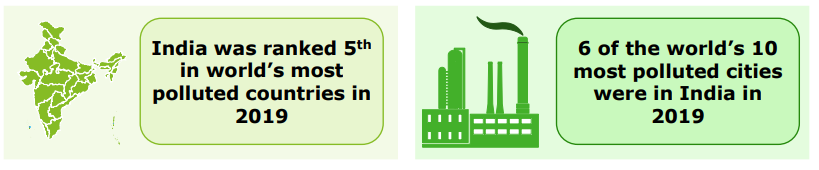 India was ranked 5th
in world's most
polluted countries in
2019
6 of the world's 10
most polluted cities
were in India in
2019